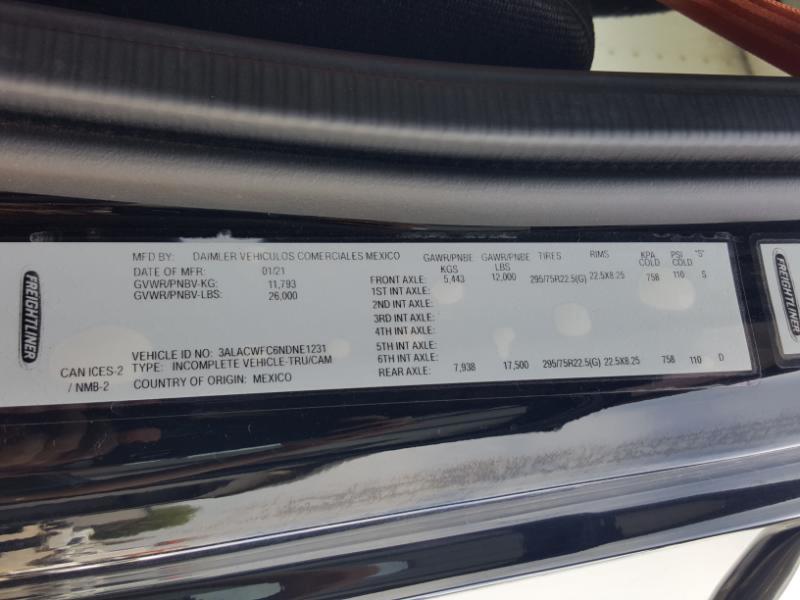 FREIGHTLINER
MFD BY: DAIMLER VEHICULOS COMERCIALES MEXICO
DATE OF MFR: 01/21
GVWR/PNBV-KG: 11,793
GVWR/PNBV-LBS: 26,000
CAN ICES-2
/ NMB-2
VEHICLE ID: 3ALACWFC6NDNE1231
TYPE: INCOMPLETE VEHICLE-TRU/CAM
COUNTRY OF ORIGIN: MEXICO
GAWR/PNBE KGS GAWR/PNBE LBS TIRES RIMS KPA COLD PSI COLD "S"
FRONT AXLE: 5,443 12,000 295/75R22.5(G) 22.5X8.25 758 110 S
1ST INT AXLE:
2ND INT AXLE:
3RD INT AXLE:
4TH INT AXLE:
5TH INT AXLE:
6TH INT AXLE:
REAR AXLE: 7,938 17,500 295/75R22.5(G) 22.5X8.25 758 110 D
FREIGHTLINER